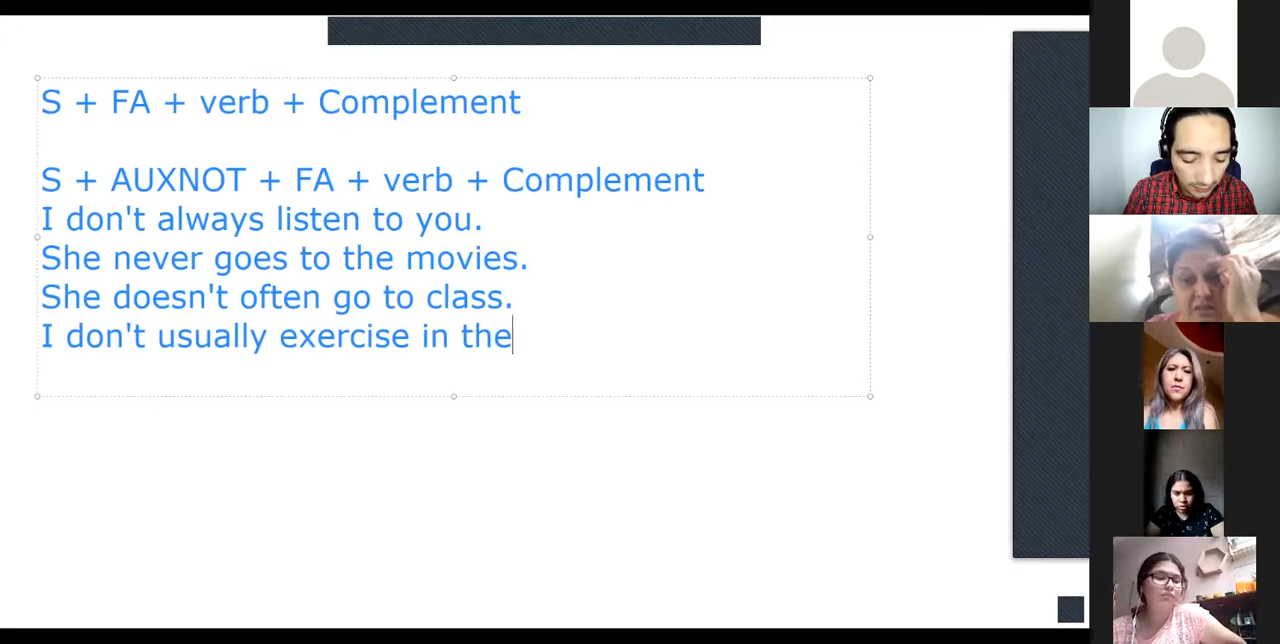 S + FA + verb + Complement
S + AUXNOT + FA + verb + Complement
I don't always listen to you.
She never goes to the movies.
She doesn't often go to class.
I don't usually exercise in the